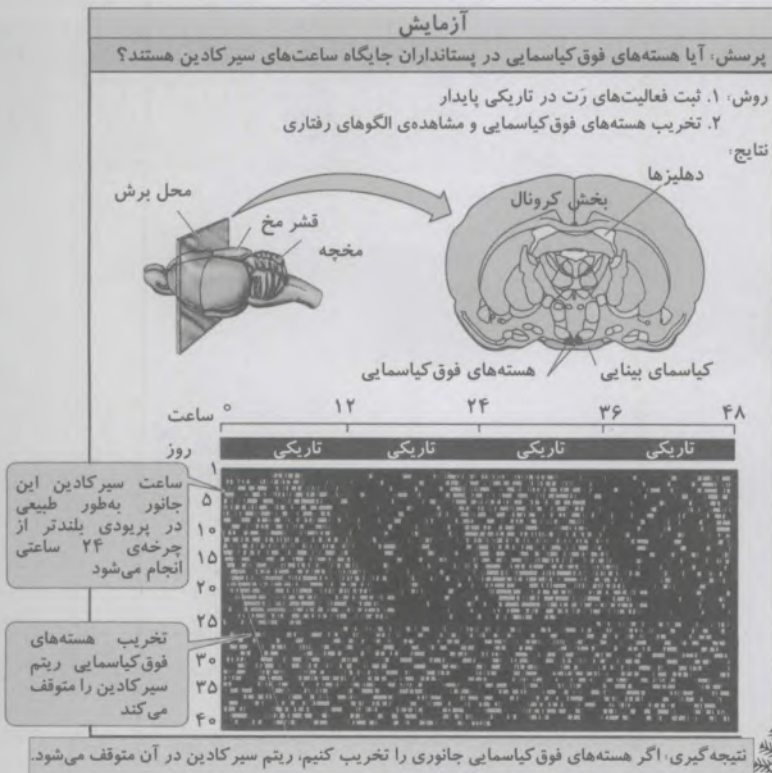 آزمایش
پرسش: آیا هسته‌های فوق‌کیاسمایی در پستانداران جایگاه ساعت‌های سیرکادین هستند؟
روش: ۱. ثبت فعالیت‌های رَت در تاریکی پایدار
۲. تخریب هسته‌های فوق‌کیاسمایی و مشاهده‌ی الگوهای رفتاری
نتایج:
محل برش
قشر مخ
مخچه
دهلیزها
بخش کرونال
هسته‌های فوق‌کیاسمایی
کیاسمای بینایی
ساعت ۰ ۱۲ ۲۴ ۳۶ ۴۸
روز تاریکی تاریکی تاریکی تاریکی
۱
۵
۱۰
۱۵
۲۰
۲۵
۳۰
۳۵
۴۰
ساعت سیرکادین این
جانور به‌طور طبیعی
در پریودی بلندتر از
چرخه‌ی ۲۴ ساعتی
انجام می‌شود
تخریب هسته‌های
فوق‌کیاسمایی ریتم
سیرکادین را متوقف
می‌کند
نتیجه‌گیری: اگر هسته‌های فوق‌کیاسمایی جانوری را تخریب کنیم، ریتم سیرکادین در آن متوقف می‌شود.